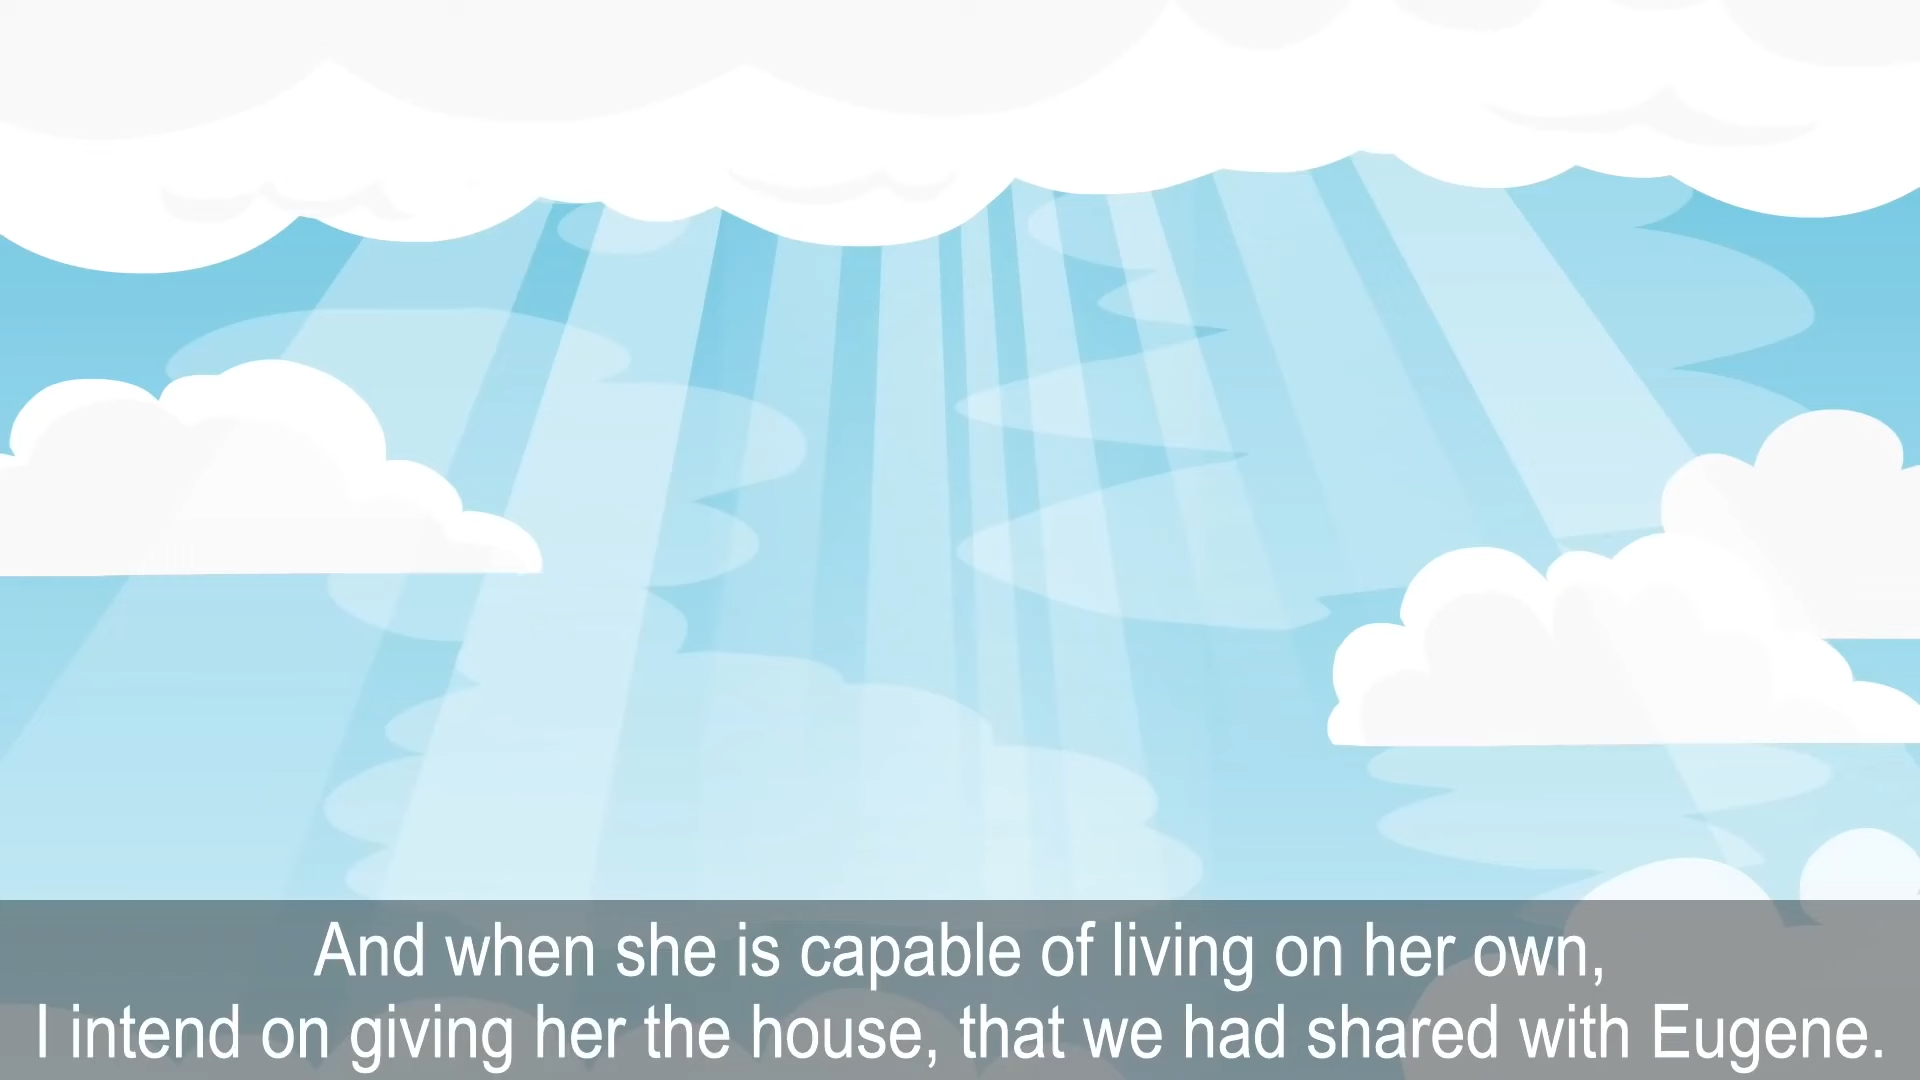 And when she is capable of living on her own,
I intend on giving her the house, that we had shared with Eugene.